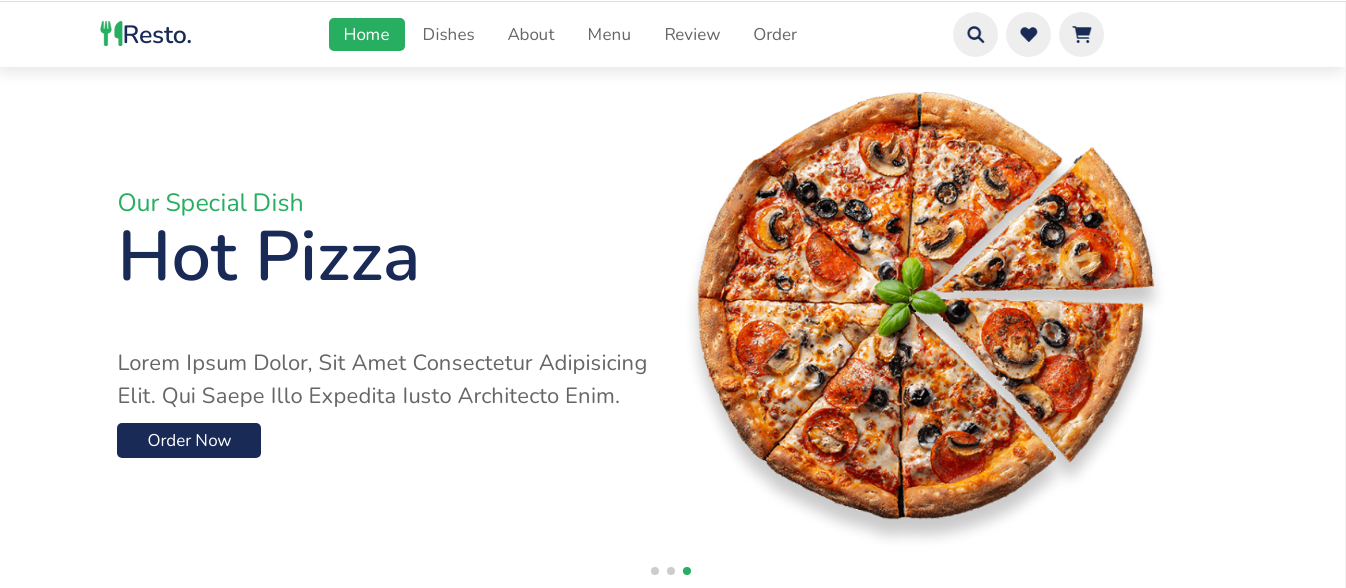 Resto.
Home
Dishes
About
Menu
Review
Order
Our Special Dish
Hot Pizza
Lorem Ipsum Dolor, Sit Amet Consectetur Adipisicing
Elit. Qui Saepe Illo Expedita Iusto Architecto Enim.
Order Now